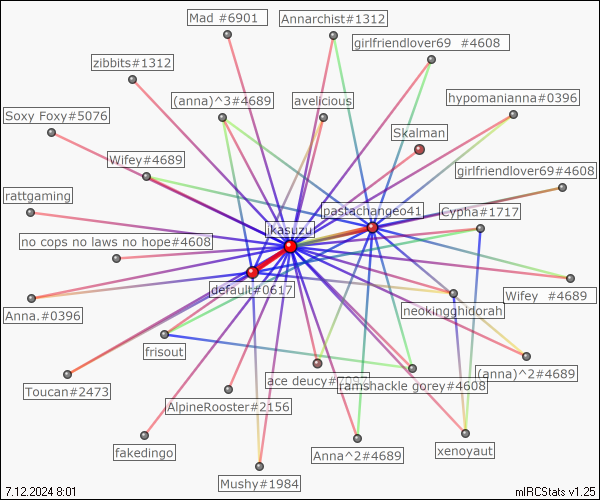 Mad #6901
Annarchist#1312
girlfriendlover69 #4608
zibbits#1312
(anna)^3#4689
avelicious
hypomanianna#0396
Soxy Foxy#5076
Skalman
Wifey#4689
girlfriendlover69#4608
rattgaming
pastachangeo41
Cypha#1717
ikasuzu
no cops no laws no hope#4608
default#0617
Wifey #4689
Anna.#0396
neokingghidorah
frisout
(anna)^2#4689
ace deucy#7097
ramshackle gorey#4608
Toucan#2473
AlpineRooster#2156
fakedingo
Anna^2#4689
xenoyaut
Mushy#1984
7.12.2024 8:01
mIRCStats v1.25